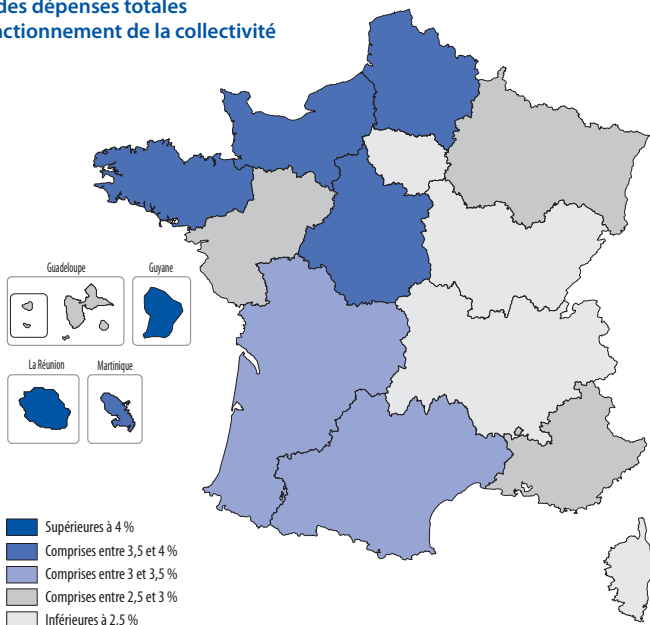 des dépenses totales
nctionnement de la collectivité
Guadeloupe
Guyane
La Réunion
Martinique
Supérieures à 4 %
Comprises entre 3,5 et 4 %
Comprises entre 3 et 3,5 %
Comprises entre 2,5 et 3 %
Inférieures à 2,5 %